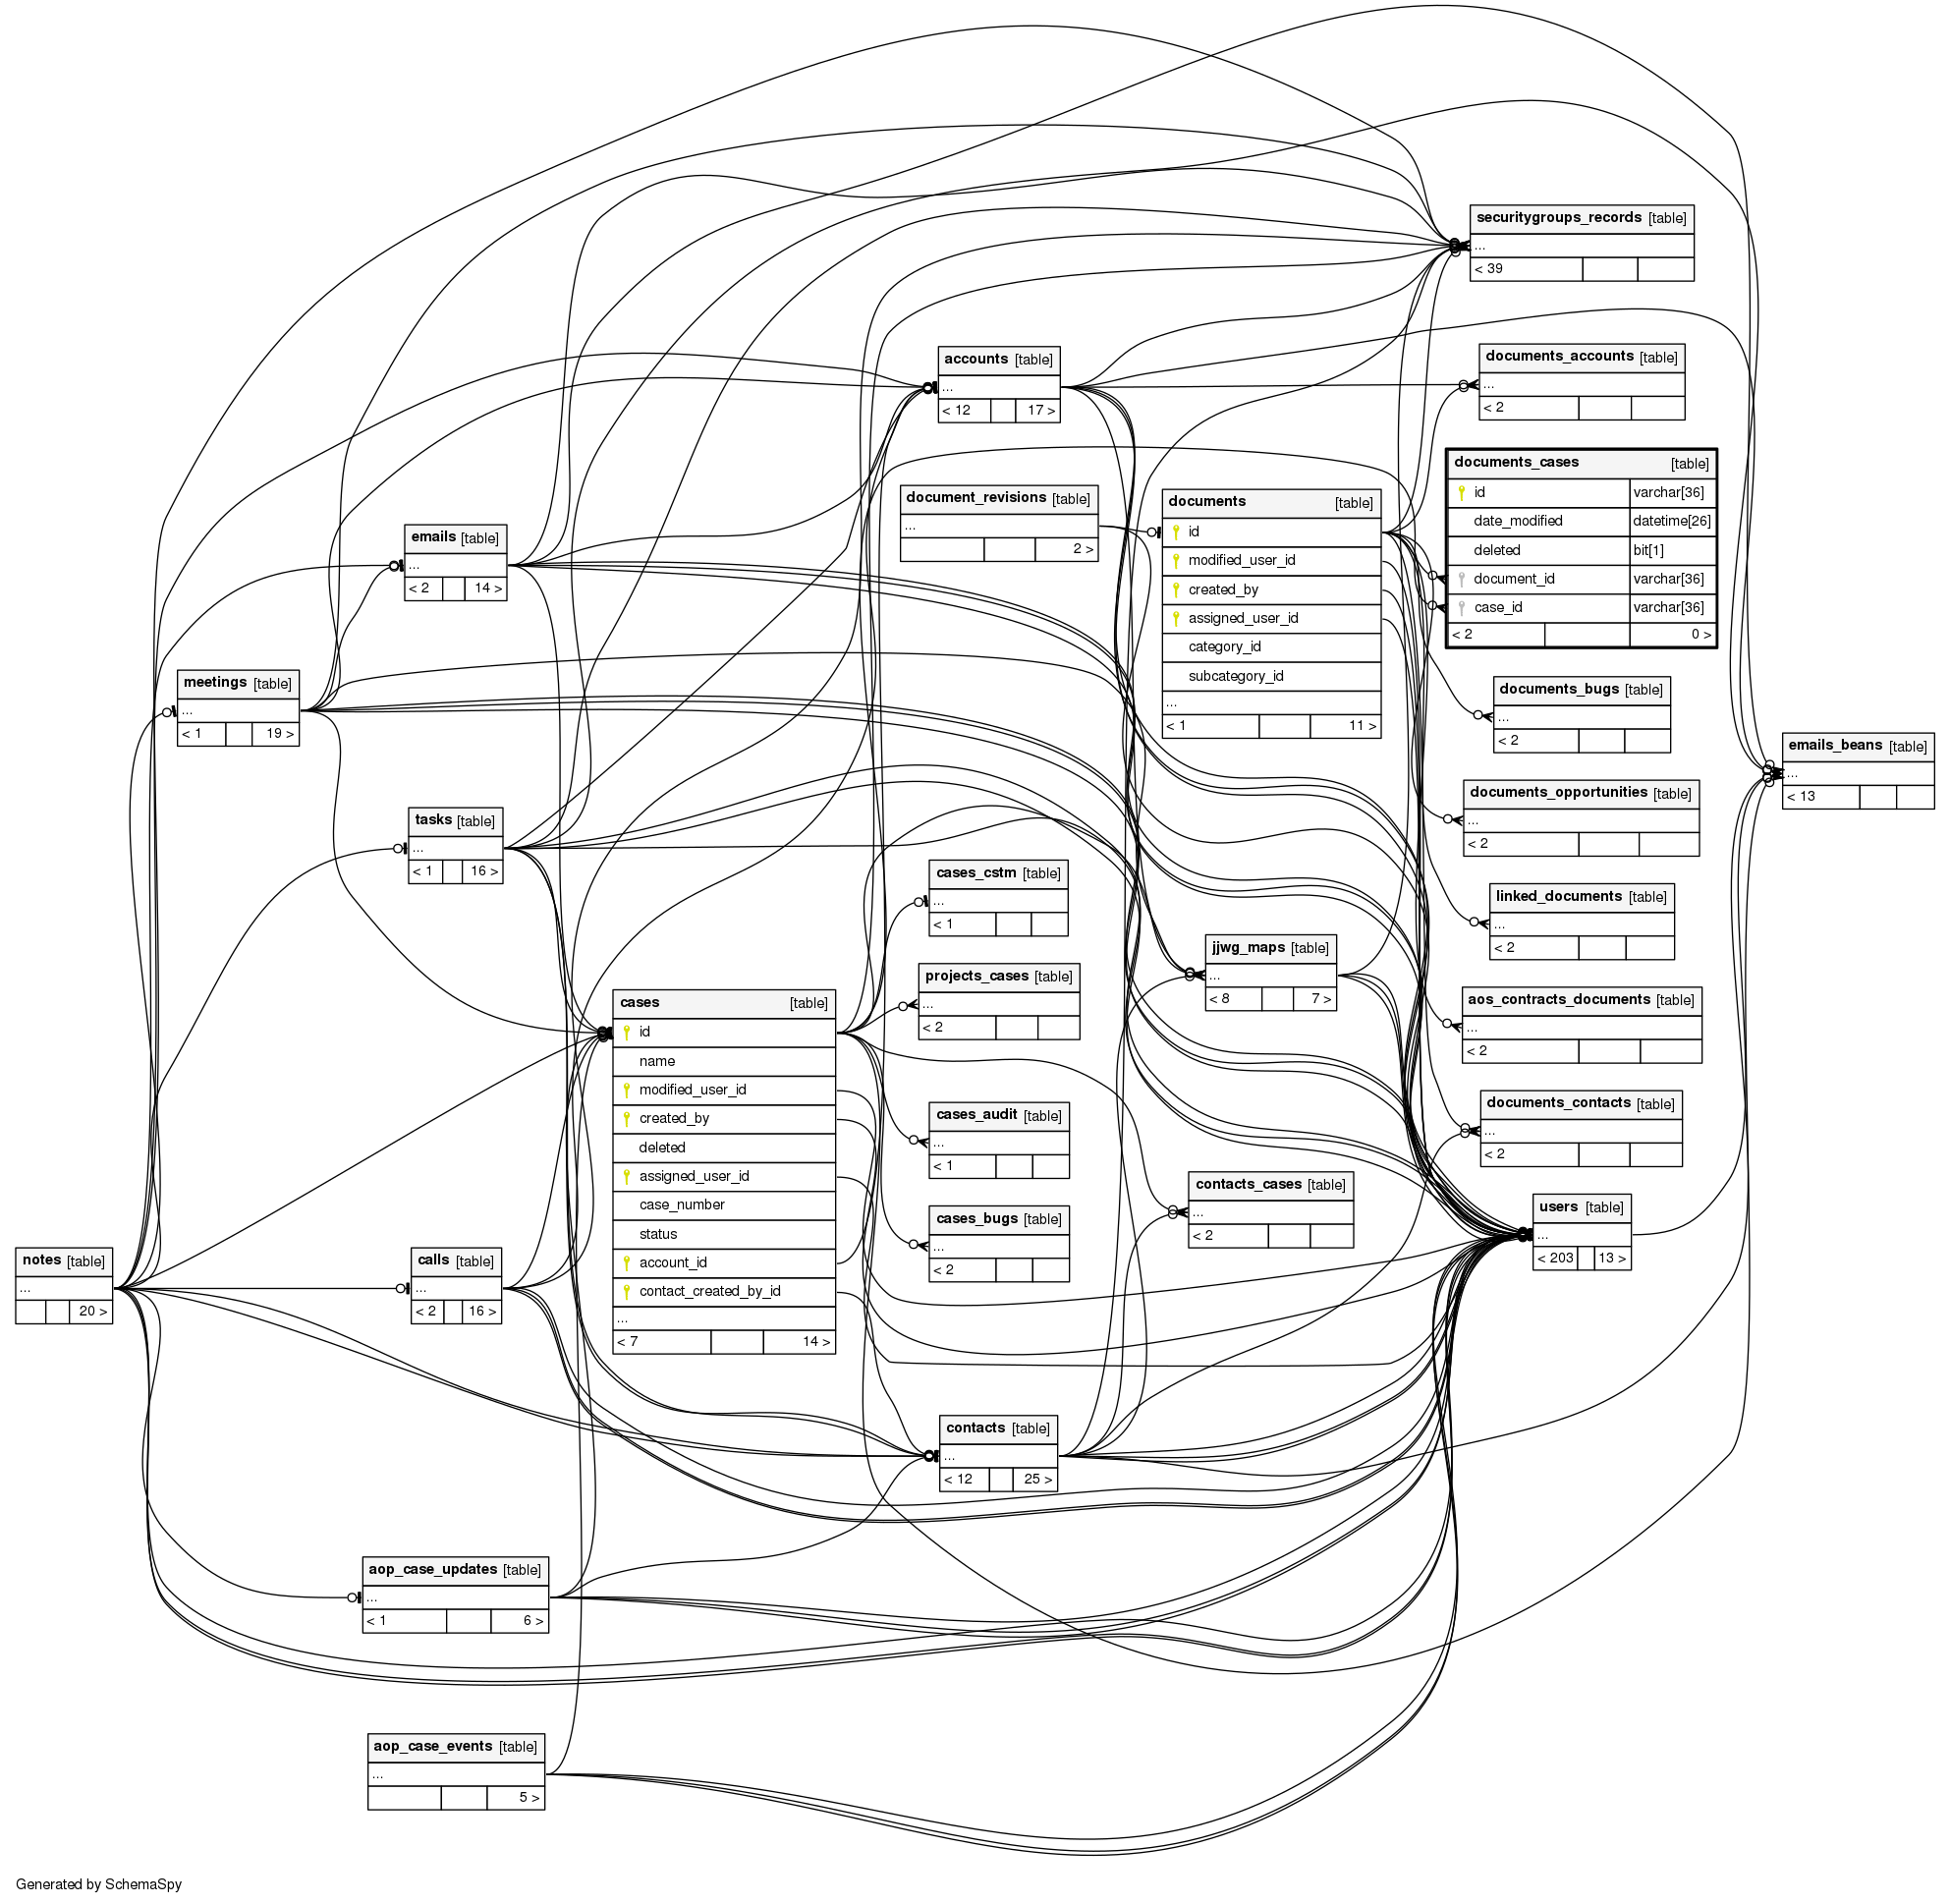 securitygroups_records [table]
...
< 39
accounts [table]
...
< 12 17 >
documents_accounts [table]
...
< 2
documents_cases [table]
id varchar[36]
date_modified datetime[26]
deleted bit[1]
document_id varchar[36]
case_id varchar[36]
< 2 0 >
document_revisions [table]
...
2 >
documents [table]
id
modified_user_id
created_by
assigned_user_id
category_id
subcategory_id
...
< 1 11 >
emails [table]
...
< 2 14 >
meetings [table]
...
< 1 19 >
documents_bugs [table]
...
< 2
emails_beans [table]
...
< 13
documents_opportunities [table]
...
< 2
tasks [table]
...
< 1 16 >
cases_cstm [table]
...
< 1
linked_documents [table]
...
< 2
jjwg_maps [table]
...
< 8 7 >
projects_cases [table]
...
< 2
aos_contracts_documents [table]
...
< 2
cases [table]
id
name
modified_user_id
created_by
deleted
assigned_user_id
case_number
status
account_id
contact_created_by_id
...
< 7 14 >
cases_audit [table]
...
< 1
documents_contacts [table]
...
< 2
contacts_cases [table]
...
< 2
cases_bugs [table]
...
< 2
users [table]
...
< 203 13 >
notes [table]
...
20 >
calls [table]
...
< 2 16 >
contacts [table]
...
< 12 25 >
aop_case_updates [table]
...
< 1 6 >
aop_case_events [table]
...
5 >
Generated by SchemaSpy